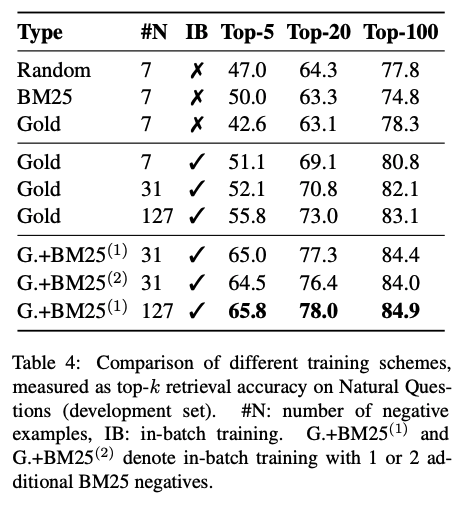 Type #N IB Top-5 Top-20 Top-100
Random 7 ✗ 47.0 64.3 77.8
BM25 7 ✗ 50.0 63.3 74.8
Gold 7 ✗ 42.6 63.1 78.3
Gold 7 ✓ 51.1 69.1 80.8
Gold 31 ✓ 52.1 70.8 82.1
Gold 127 ✓ 55.8 73.0 83.1
G.+BM25⁽¹⁾ 31 ✓ 65.0 77.3 84.4
G.+BM25⁽²⁾ 31 ✓ 64.5 76.4 84.0
G.+BM25⁽¹⁾ 127 ✓ 65.8 78.0 84.9
Table 4: Comparison of different training schemes,
measured as top-k retrieval accuracy on Natural Ques-
tions (development set). #N: number of negative
examples, IB: in-batch training. G.+BM25⁽¹⁾ and
G.+BM25⁽²⁾ denote in-batch training with 1 or 2 ad-
ditional BM25 negatives.